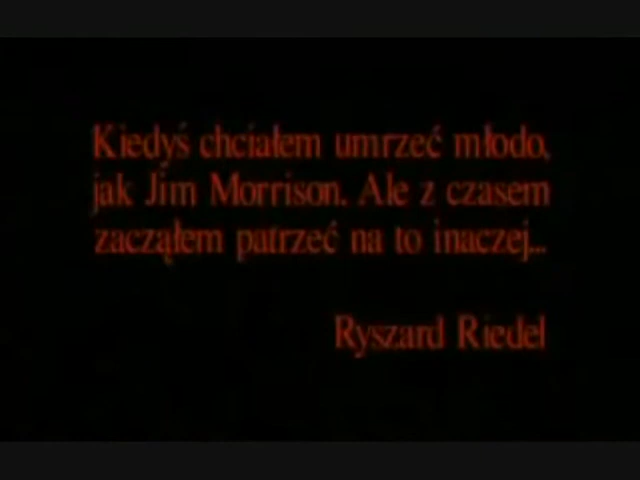 Kiedyś chciałem umrzeć młodo,
jak Jim Morrison. Ale z czasem
zacząłem patrzeć na to inaczej...
Ryszard Riedel